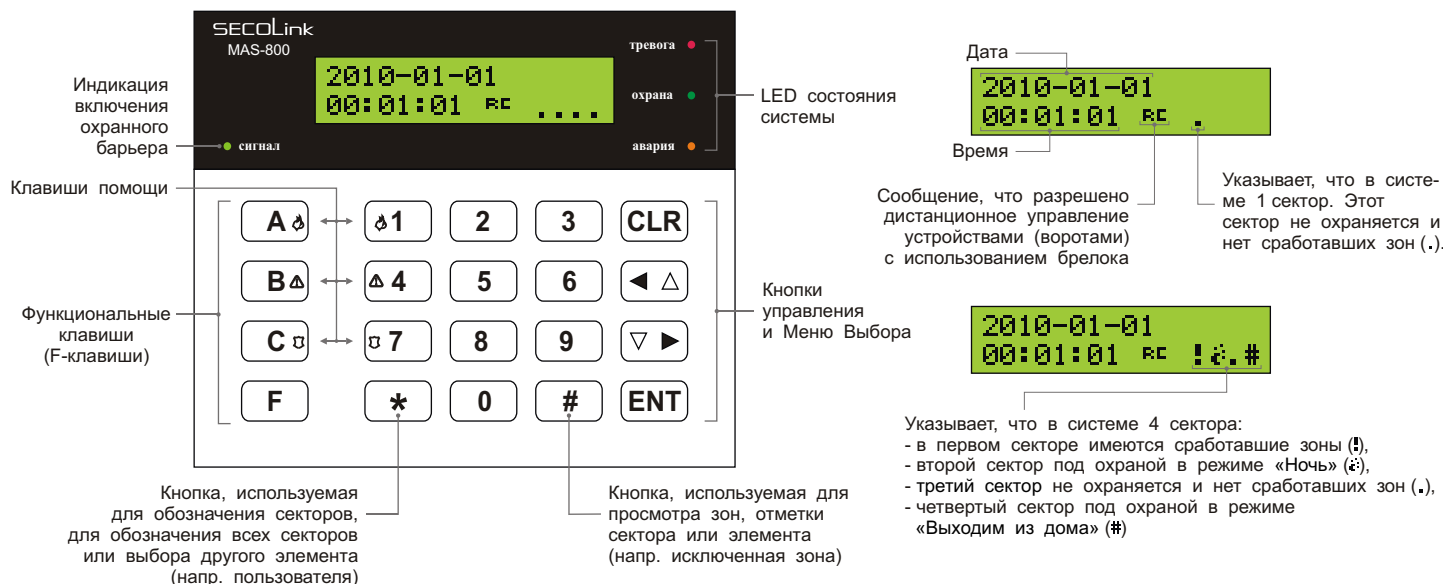 SECOLink
MAS-800
тревога
2010-01-01
00:01:01 RC ....
охрана
сигнал
авария
Индикация
включения
охранного
барьера
LED состояния
системы
Клавиши помощи
A 1 2 3 CLR
B 4 5 6 ◀ △
C 7 8 9 ▽ ▶
F * 0 # ENT
Функциональные
клавиши
(F-клавиши)
Кнопки
управления
и Меню Выбора
Кнопка, используемая
для обозначения секторов,
для обозначения всех секторов
или выбора другого элемента
(напр. пользователя)
Кнопка, используемая для
просмотра зон, отметки
сектора или элемента
(напр. исключенная зона)
Дата
2010-01-01
00:01:01 RC .
Время
Сообщение, что разрешено
дистанционное управление
устройствами (воротами)
с использованием брелока
Указывает, что в систе-
ме 1 сектор. Этот
сектор не охраняется и
нет сработавших зон (.).
2010-01-01
00:01:01 RC ! .#
Указывает, что в системе 4 сектора:
- в первом секторе имеются сработавшие зоны (!),
- второй сектор под охраной в режиме «Ночь» ( ),
- третий сектор не охраняется и нет сработавших зон (.),
- четвертый сектор под охраной в режиме
«Выходим из дома» (#)